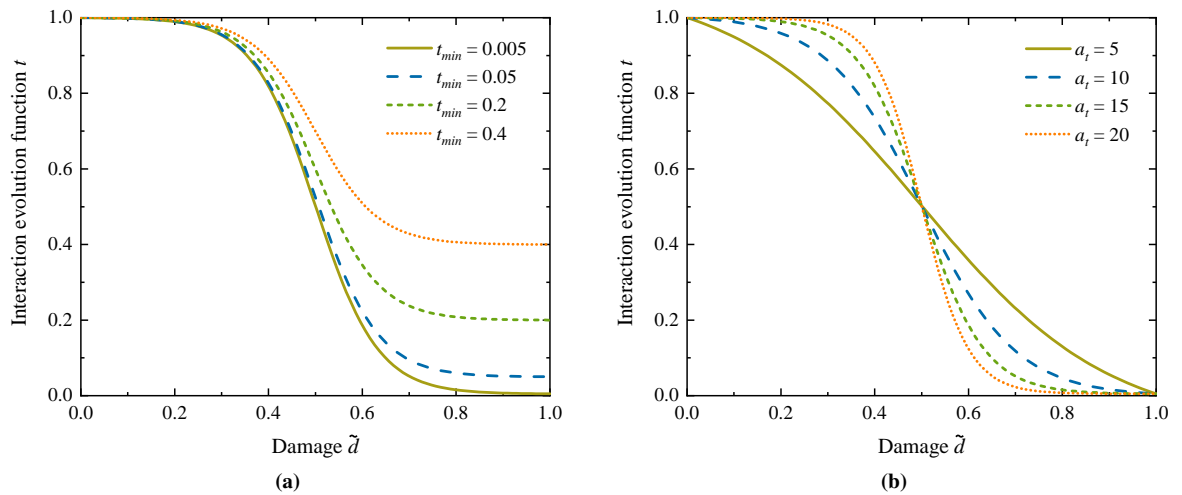 1.0
0.8
0.6
0.4
0.2
0.0
0.0 0.2 0.4 0.6 0.8 1.0
Interaction evolution function t
Damage d̃
t_min = 0.005
t_min = 0.05
t_min = 0.2
t_min = 0.4
(a)
1.0
0.8
0.6
0.4
0.2
0.0
0.0 0.2 0.4 0.6 0.8 1.0
Interaction evolution function t
Damage d̃
a_t = 5
a_t = 10
a_t = 15
a_t = 20
(b)